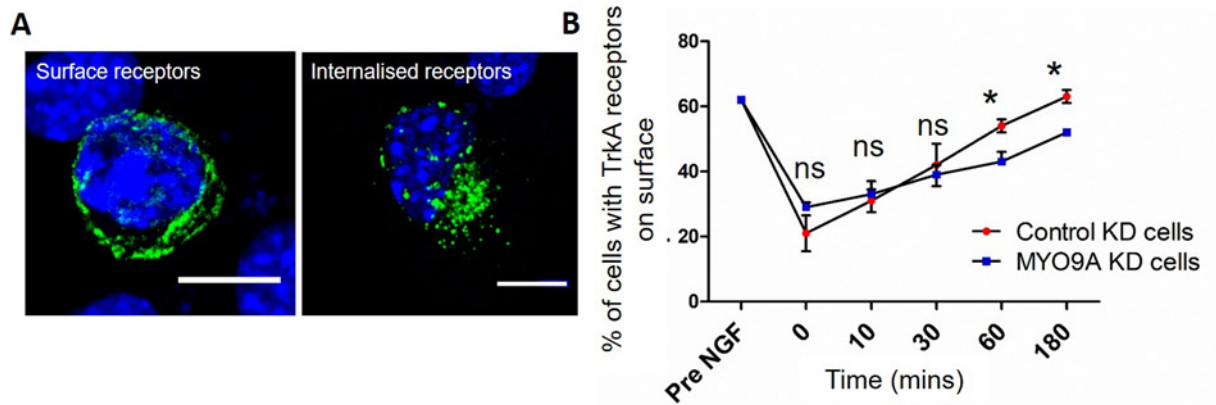 A
B
Surface receptors
Internalised receptors
% of cells with TrkA receptors
on surface
80
60
40
20
0
ns
ns
ns
*
*
Control KD cells
MYO9A KD cells
Pre NGF
0
10
30
60
180
Time (mins)